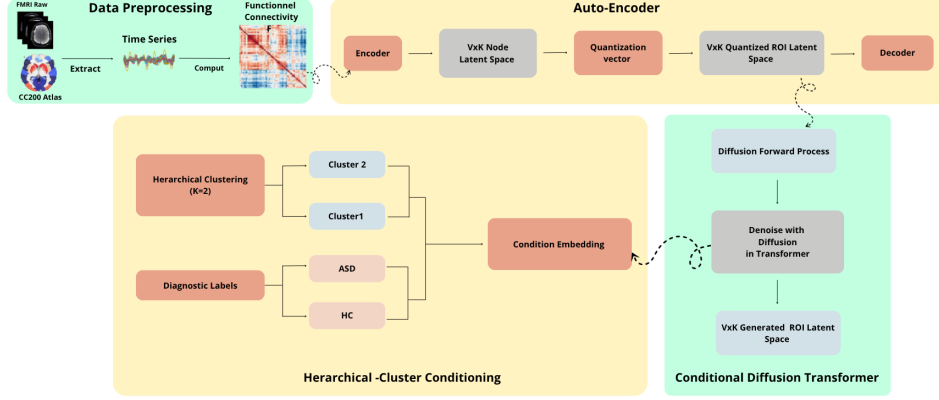 Data Preprocessing
FMRI Raw
CC200 Atlas
Extract
Time Series
Comput
Functionnel
Connectivity
F
Auto-Encoder
Encoder
VxK Node
Latent Space
Quantization
vector
VxK Quantized ROI Latent
Space
Decoder
Herarchical Clustering
(K=2)
Cluster 2
Cluster1
Diagnostic Labels
ASD
HC
Condition Embedding
Herarchical -Cluster Conditioning
Diffusion Forward Process
Denoise with
Diffusion
in Transformer
VxK Generated ROI Latent
Space
Conditional Diffusion Transformer